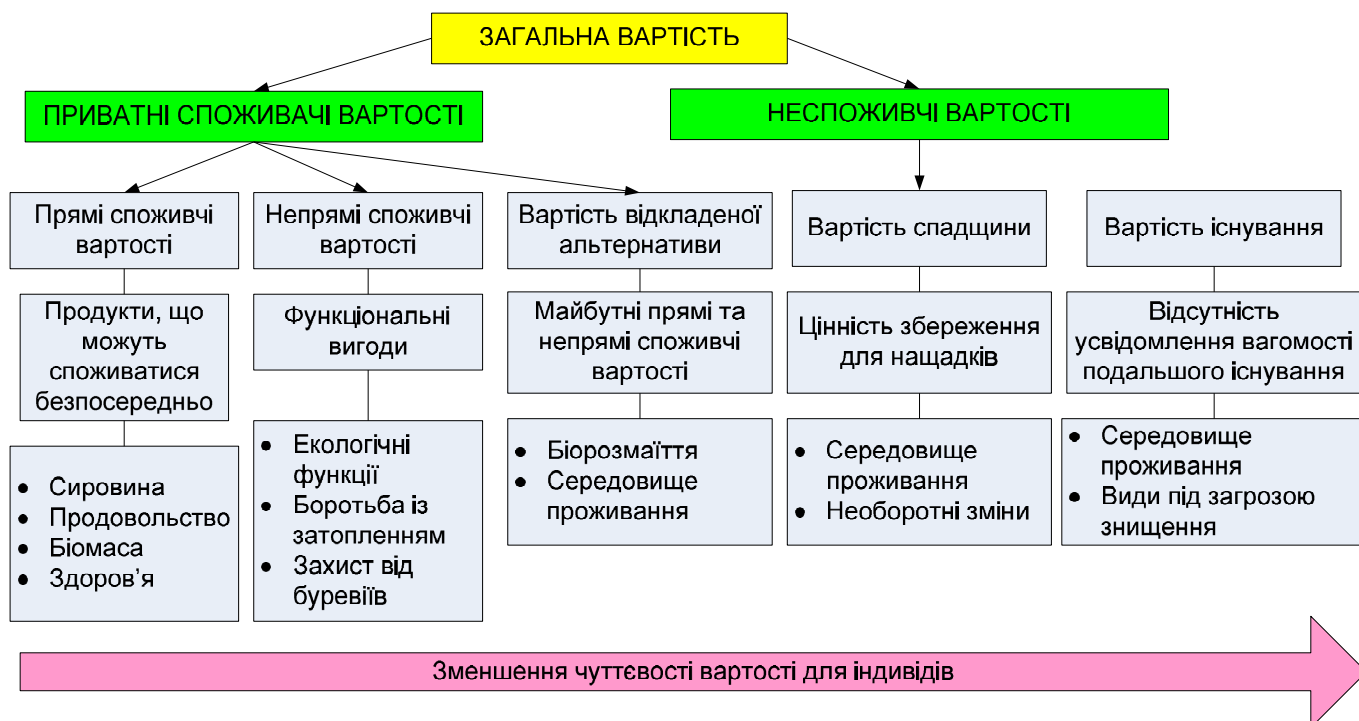 ЗАГАЛЬНА ВАРТІСТЬ
ПРИВАТНІ СПОЖИВАЧІ ВАРТОСТІ
НЕСПОЖИВЧІ ВАРТОСТІ
Прямі споживчі
вартості
Непрямі споживчі
вартості
Вартість відкладеної
альтернативи
Вартість спадщини
Вартість існування
Продукти, що
можуть
споживатися
безпосередньо
Функціональні
вигоди
Майбутні прямі та
непрямі споживчі
вартості
Цінність збереження
для нащадків
Відсутність
усвідомлення вагомості
подальшого існування
• Сировина
• Продовольство
• Біомаса
• Здоров’я
• Екологічні
функції
• Боротьба із
затопленням
• Захист від
буревіїв
• Біорозмаїття
• Середовище
проживання
• Середовище
проживання
• Необоротні зміни
• Середовище
проживання
• Види під загрозою
знищення
Зменшення чуттєвості вартості для індивідів